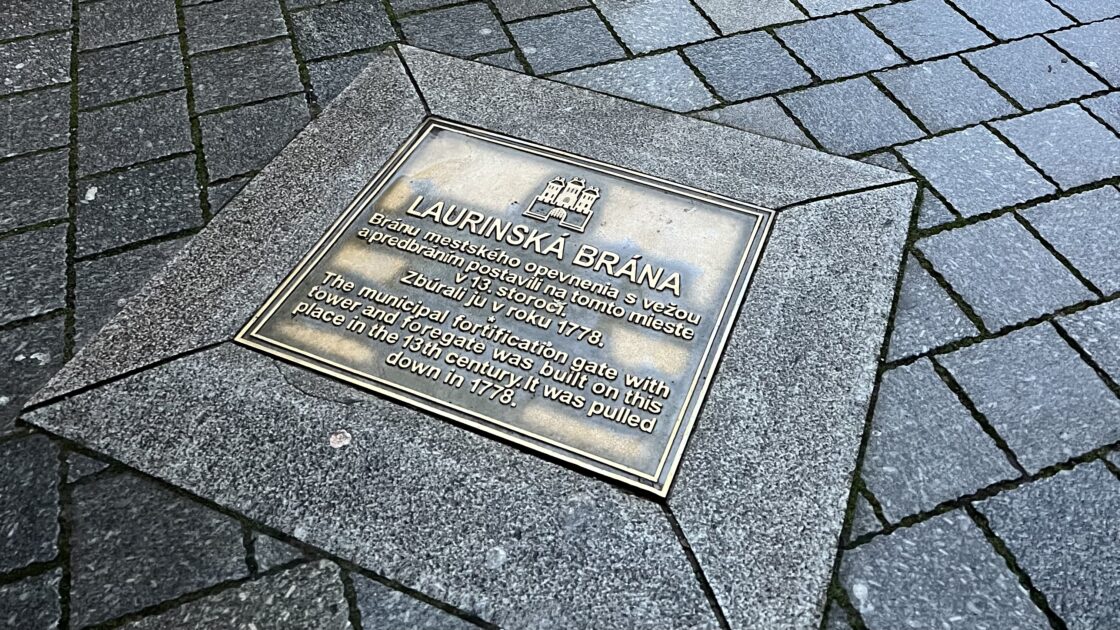 LAURINSKÁ BRÁNA
Bránu mestského opevnenia s vežou
a predbránim postavili na tomto mieste
v 13. storočí.
Zbúrali ju v roku 1778.
*
The municipal fortification gate with
tower and foregate was built on this
place in the 13th century. It was pulled
down in 1778.